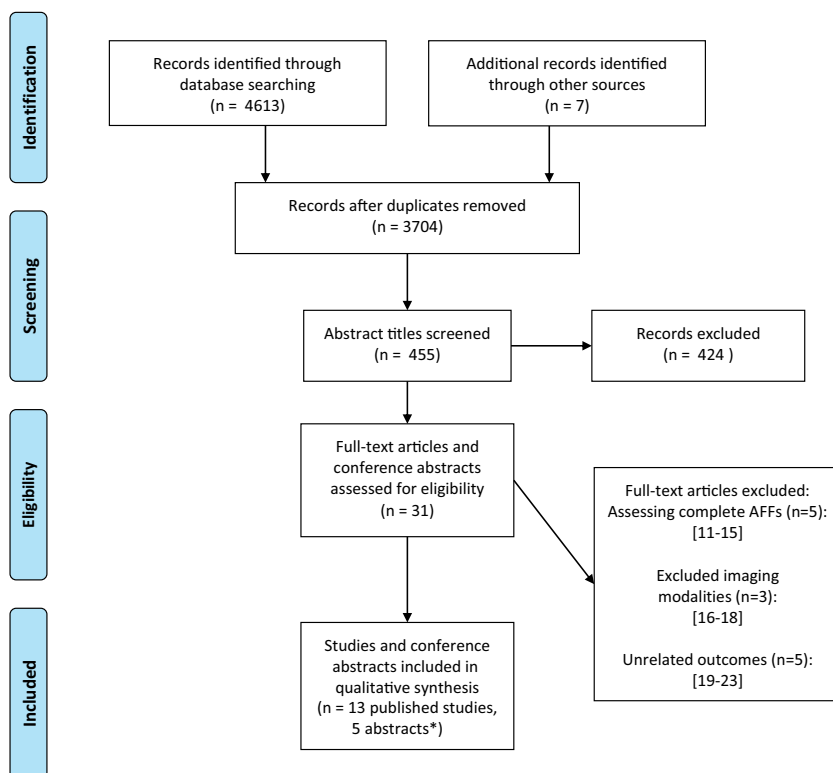 Identification
Records identified through
database searching
(n = 4613)
Additional records identified
through other sources
(n = 7)
Records after duplicates removed
(n = 3704)
Screening
Abstract titles screened
(n = 455)
Records excluded
(n = 424 )
Eligibility
Full-text articles and
conference abstracts
assessed for eligibility
(n = 31)
Full-text articles excluded:
Assessing complete AFFs (n=5):
[11-15]
Excluded imaging
modalities (n=3):
[16-18]
Unrelated outcomes (n=5):
[19-23]
Included
Studies and conference
abstracts included in
qualitative synthesis
(n = 13 published studies,
5 abstracts*)